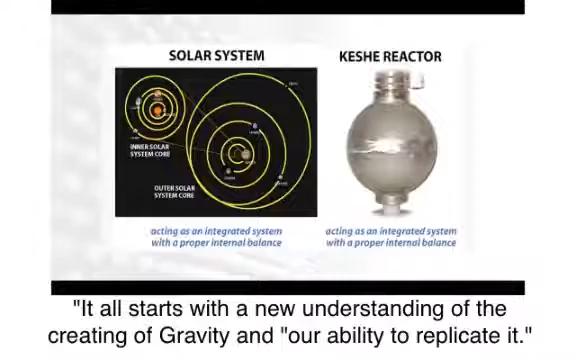 SOLAR SYSTEM
KESHE REACTOR
INNER SOLAR
SYSTEM CORE
OUTER SOLAR
SYSTEM CORE
acting as an integrated system
with a proper internal balance
acting as an integrated system
with a proper internal balance
"It all starts with a new understanding of the
creating of Gravity and "our ability to replicate it."